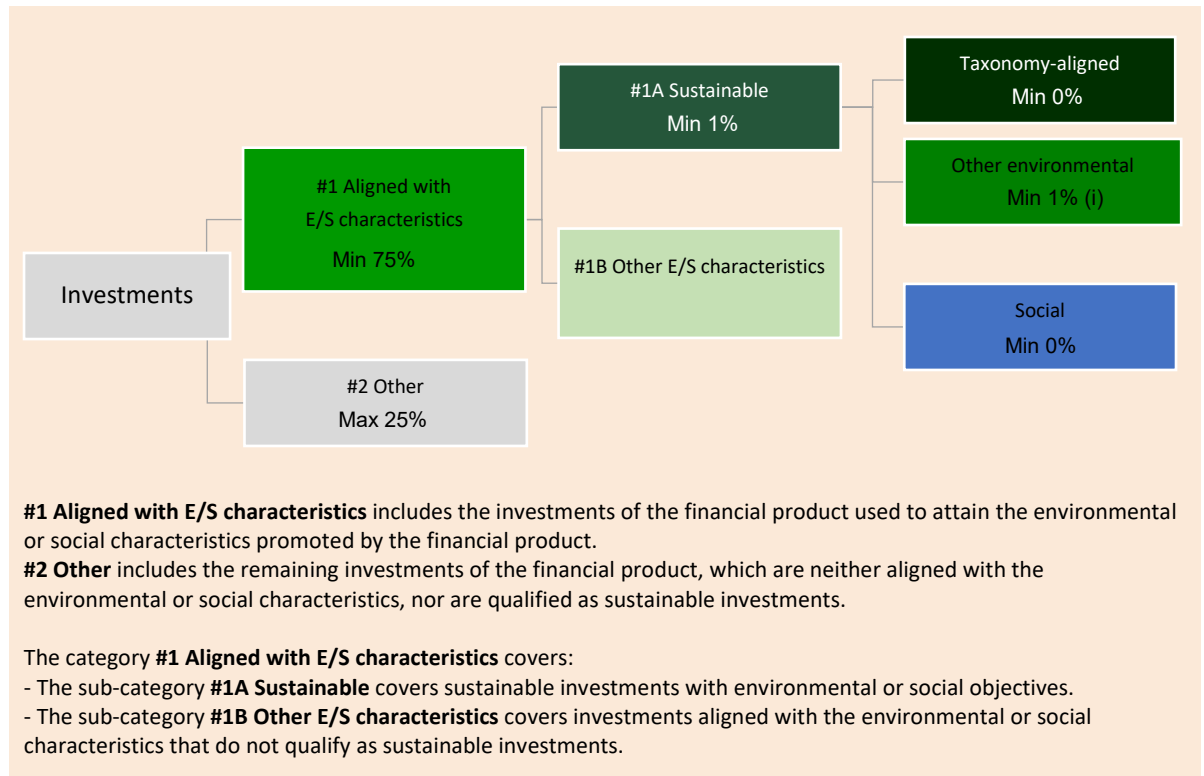 Investments
#1 Aligned with
E/S characteristics
Min 75%
#2 Other
Max 25%
#1A Sustainable
Min 1%
#1B Other E/S characteristics
Taxonomy-aligned
Min 0%
Other environmental
Min 1% (i)
Social
Min 0%
#1 Aligned with E/S characteristics includes the investments of the financial product used to attain the environmental
or social characteristics promoted by the financial product.
#2 Other includes the remaining investments of the financial product, which are neither aligned with the
environmental or social characteristics, nor are qualified as sustainable investments.
The category #1 Aligned with E/S characteristics covers:
- The sub-category #1A Sustainable covers sustainable investments with environmental or social objectives.
- The sub-category #1B Other E/S characteristics covers investments aligned with the environmental or social
characteristics that do not qualify as sustainable investments.